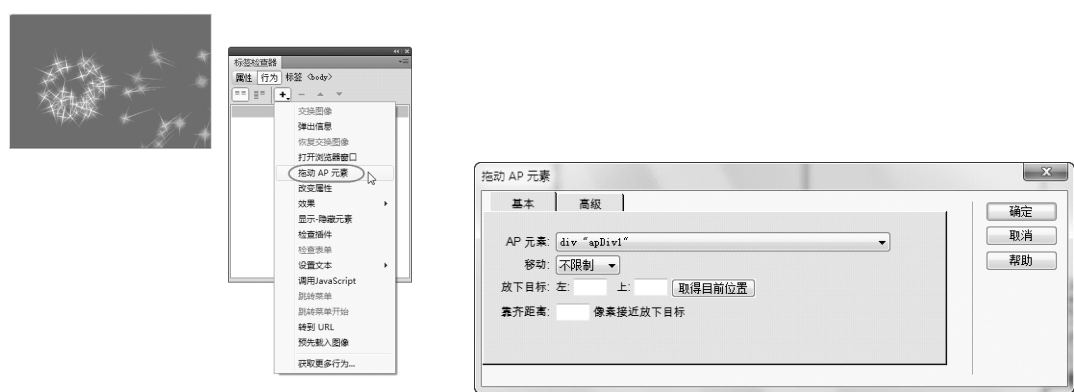 标签检查器
属性 行为 标签 <body>
交换图像
弹出信息
恢复交换图像
打开浏览器窗口
拖动 AP 元素
改变属性
效果
显示-隐藏元素
检查插件
检查表单
设置文本
调用JavaScript
跳转菜单
跳转菜单开始
转到 URL
预先载入图像
获取更多行为...
拖动 AP 元素
基本 高级
AP 元素: div "apDiv1"
移动: 不限制
放下目标: 左: 上: 取得目前位置
靠齐距离: 像素接近放下目标
确定
取消
帮助